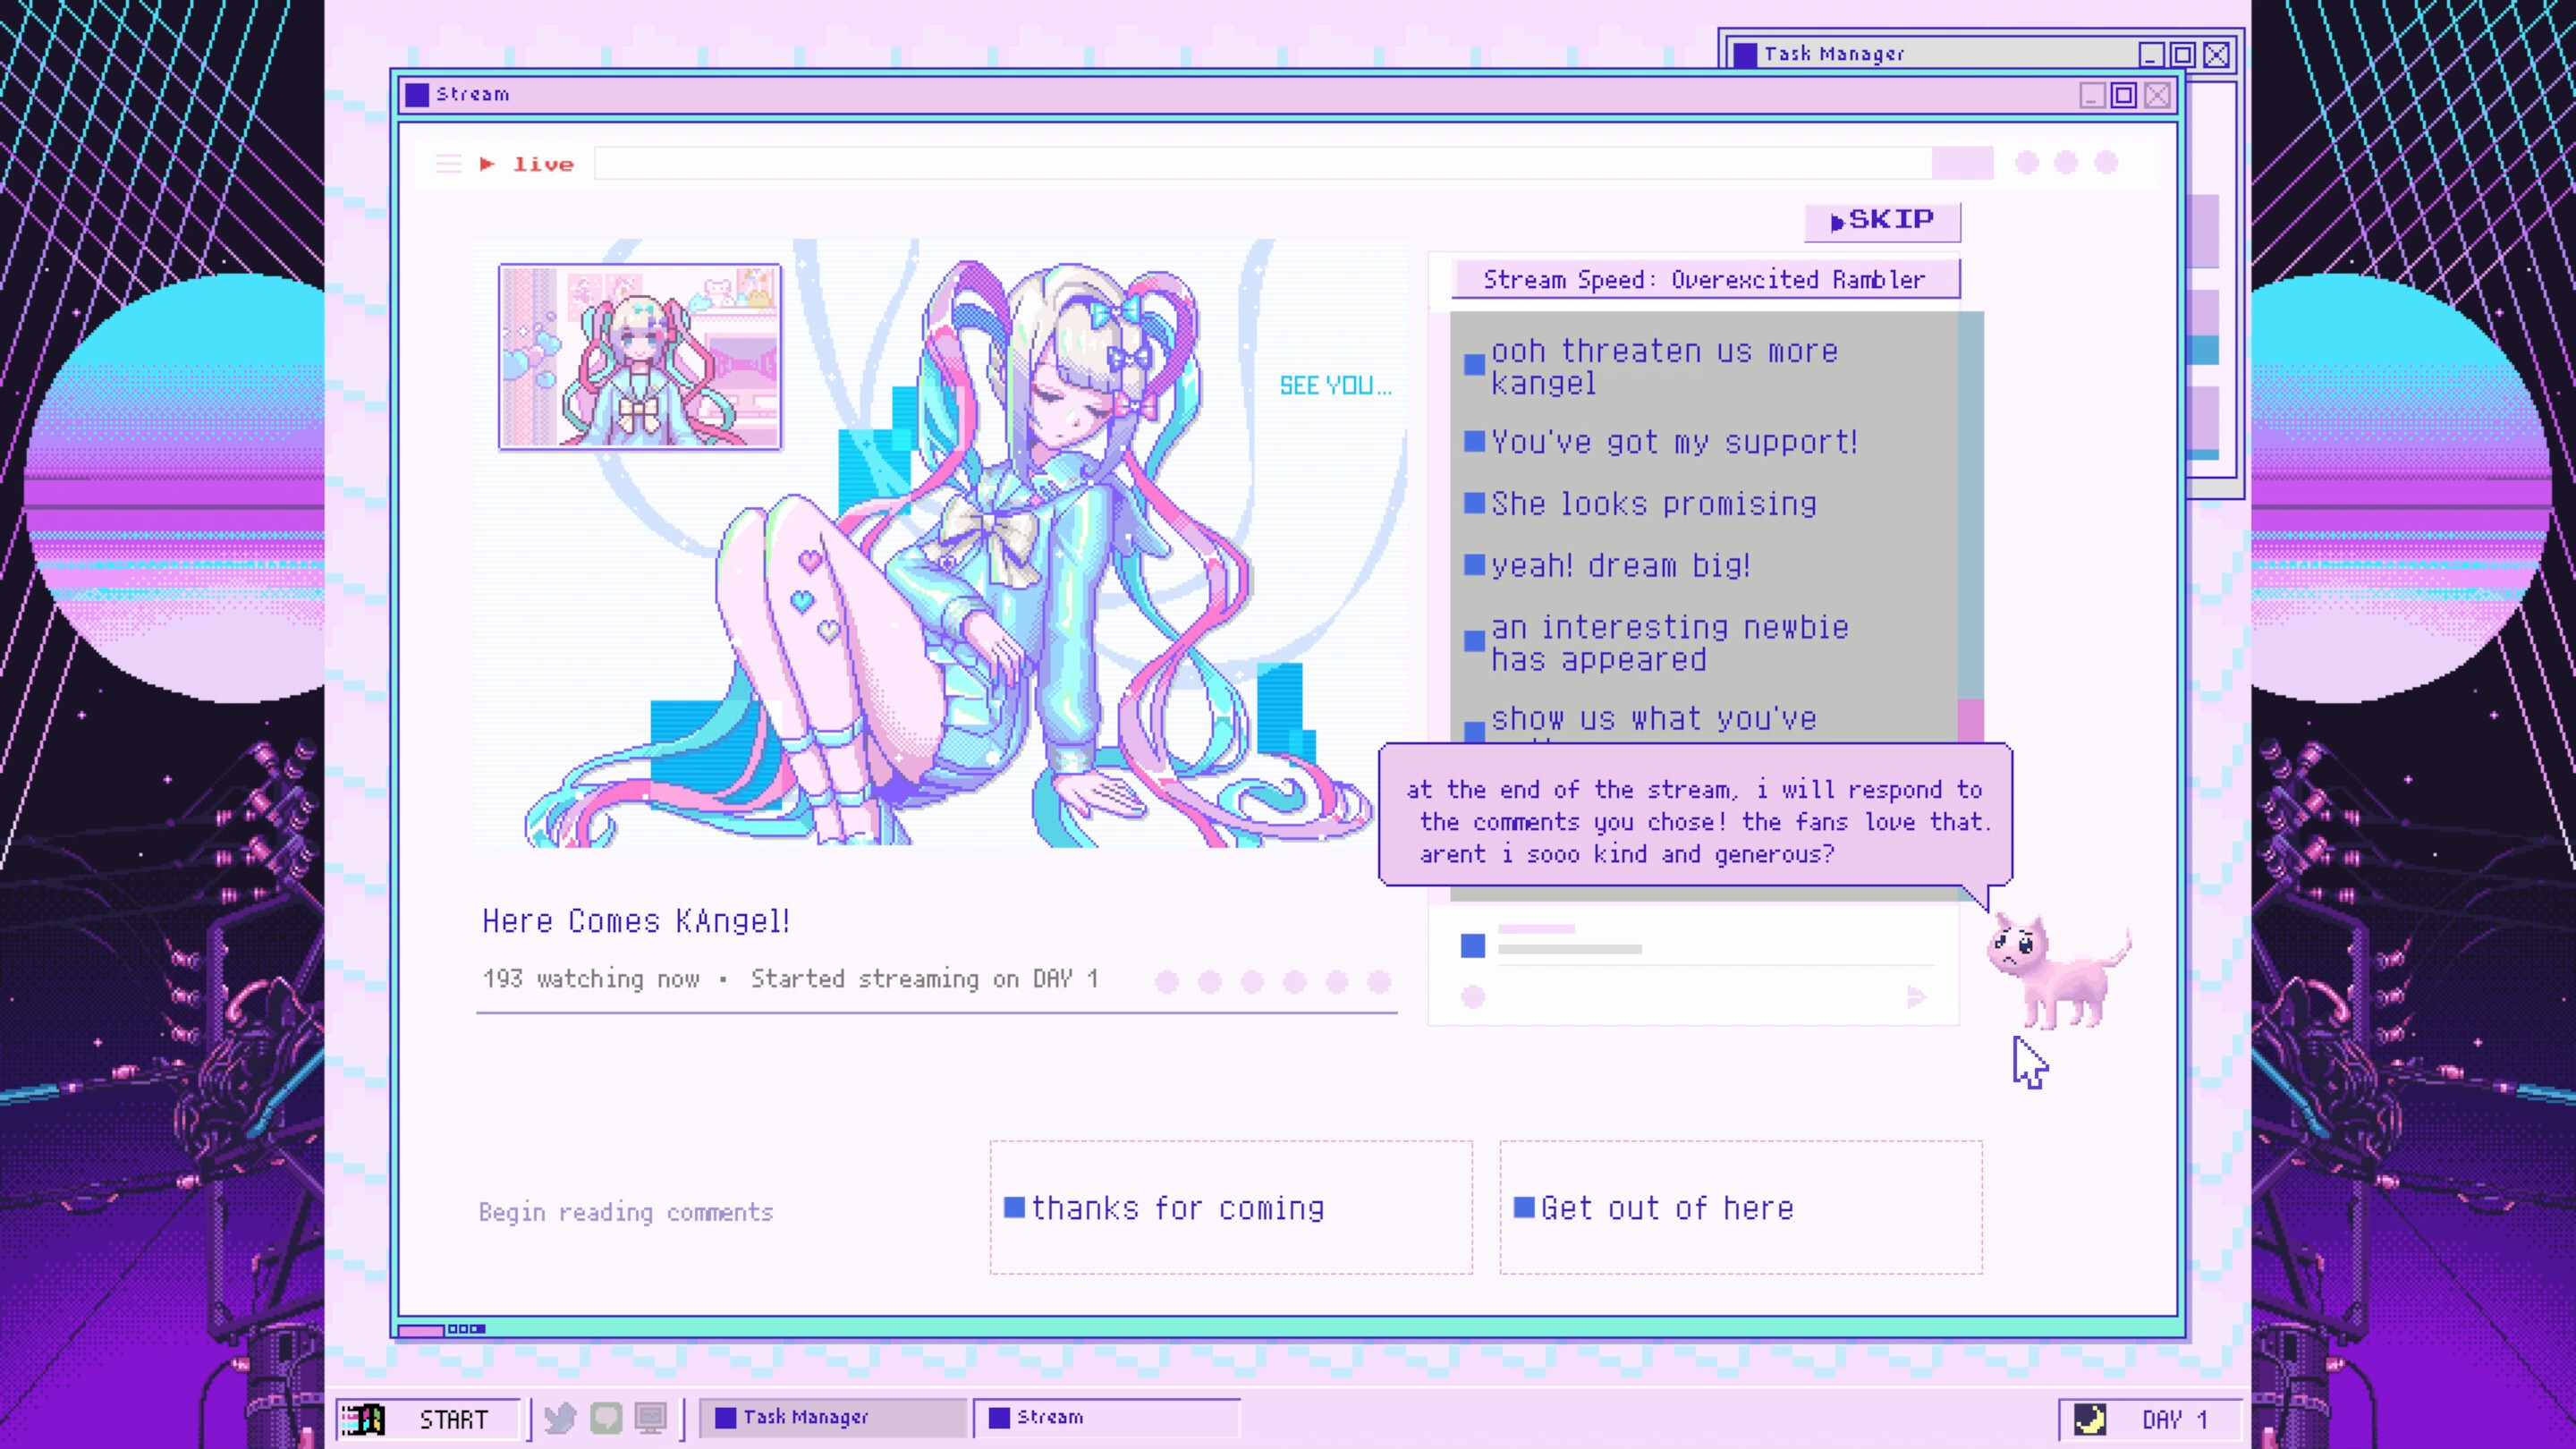 Task Manager
Stream
live
SKIP
Stream Speed: Overexcited Rambler
ooh threaten us more
kangel
You've got my support!
She looks promising
yeah! dream big!
an interesting newbie
has appeared
show us what you've
SEE YOU...
at the end of the stream, i will respond to
the comments you chose! the fans love that.
arent i sooo kind and generous?
Here Comes KAngel!
193 watching now • Started streaming on DAY 1
Begin reading comments
thanks for coming
Get out of here
START
Task Manager
Stream
DAY 1